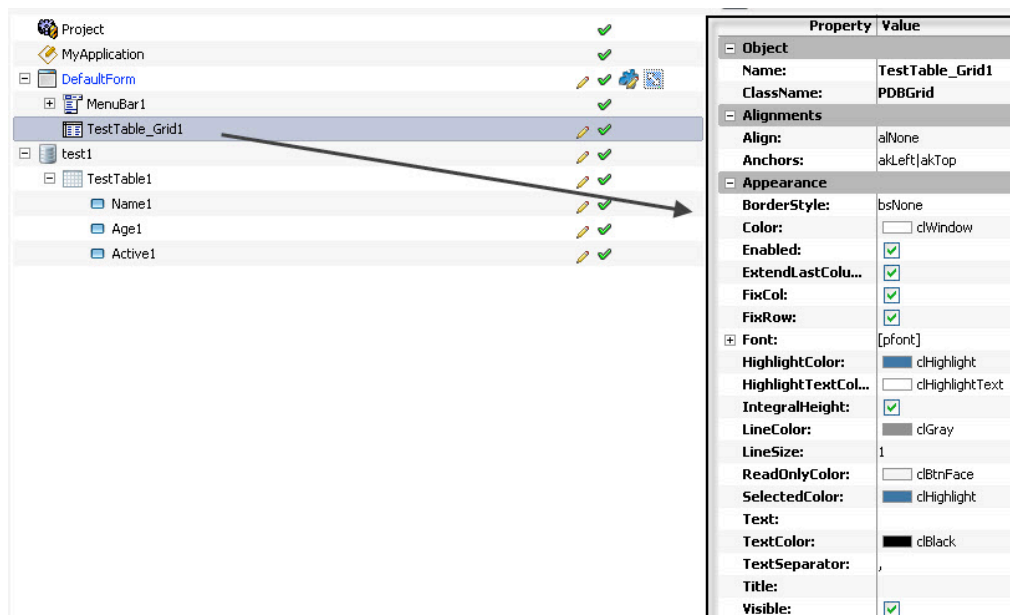 Project
MyApplication
DefaultForm
MenuBar1
TestTable_Grid1
test1
TestTable1
Name1
Age1
Active1
Property Value
Object
Name: TestTable_Grid1
ClassName: PDBGrid
Alignments
Align: alNone
Anchors: akLeft|akTop
Appearance
BorderStyle: bsNone
Color: clWindow
Enabled:
ExtendLastColu...
FixCol:
FixRow:
Font: [pfont]
HighlightColor: clHighlight
HighlightTextCol... clHighlightText
IntegralHeight:
LineColor: clGray
LineSize: 1
ReadOnlyColor: clBtnFace
SelectedColor: clHighlight
Text:
TextColor: clBlack
TextSeparator: ,
Title:
Visible: